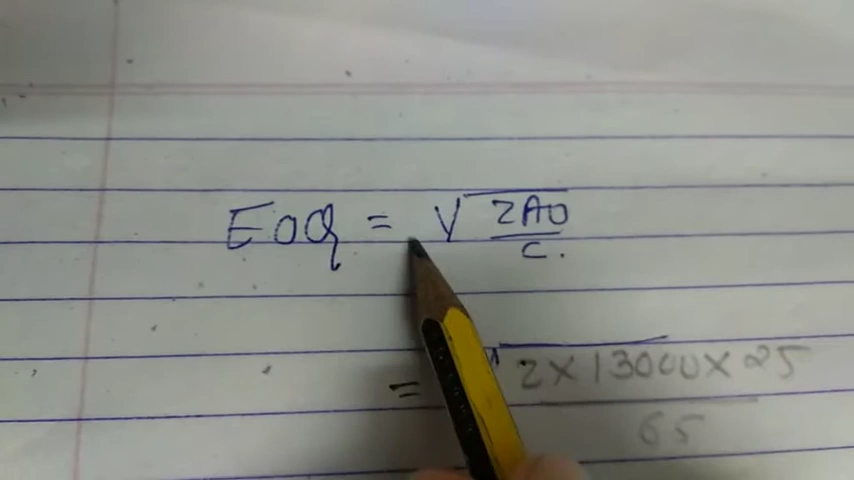 EOQ = √2AO
C.
= √2×13000×25
65